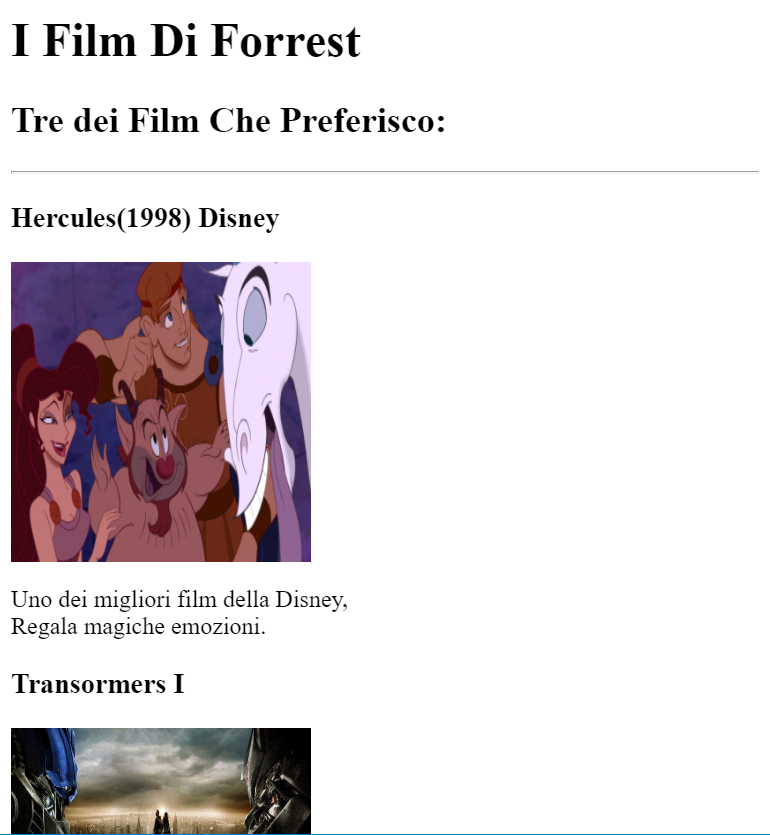 I Film Di Forrest
Tre dei Film Che Preferisco:
Hercules(1998) Disney
Uno dei migliori film della Disney,
Regala magiche emozioni.
Transormers I